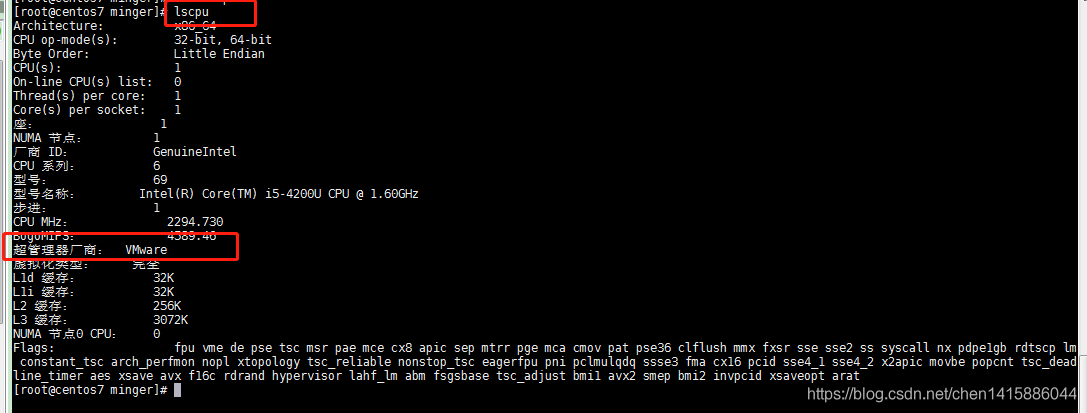 [root@centos7 minger]# lscpu
Architecture: x86_64
CPU op-mode(s): 32-bit, 64-bit
Byte Order: Little Endian
CPU(s): 1
On-line CPU(s) list: 0
Thread(s) per core: 1
Core(s) per socket: 1
座： 1
NUMA 节点： 1
厂商 ID： GenuineIntel
CPU 系列： 6
型号： 69
型号名称： Intel(R) Core(TM) i5-4200U CPU @ 1.60GHz
步进： 1
CPU MHz： 2294.730
BogoMIPS： 4589.46
超管理器厂商： VMware
虚拟化类型： 完全
L1d 缓存： 32K
L1i 缓存： 32K
L2 缓存： 256K
L3 缓存： 3072K
NUMA 节点0 CPU： 0
Flags: fpu vme de pse tsc msr pae mce cx8 apic sep mtrr pge mca cmov pat pse36 clflush mmx fxsr sse sse2 ss syscall nx pdpe1gb rdtscp lm
constant_tsc arch_perfmon nopl xtopology tsc_reliable nonstop_tsc eagerfpu pni pclmulqdq ssse3 fma cx16 pcid sse4_1 sse4_2 x2apic movbe popcnt tsc_dead
line_timer aes xsave avx f16c rdrand hypervisor lahf_lm abm fsgsbase tsc_adjust bmi1 avx2 smep bmi2 invpcid xsaveopt arat
[root@centos7 minger]#
https://blog.csdn.net/chen1415886044